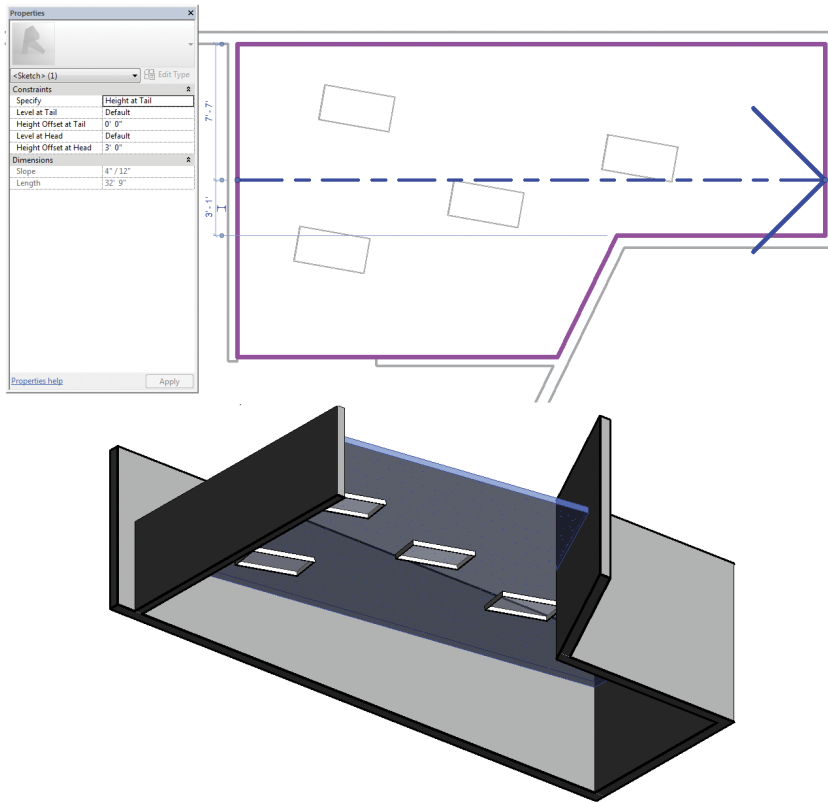 Properties
<Sketch> (1)
Edit Type
Constraints
Specify Height at Tail
Level at Tail Default
Height Offset at Tail 0' 0"
Level at Head Default
Height Offset at Head 3' 0"
Dimensions
Slope 4" / 12"
Length 32' 9"
Properties help
Apply
7' - 7"
3' - 1"